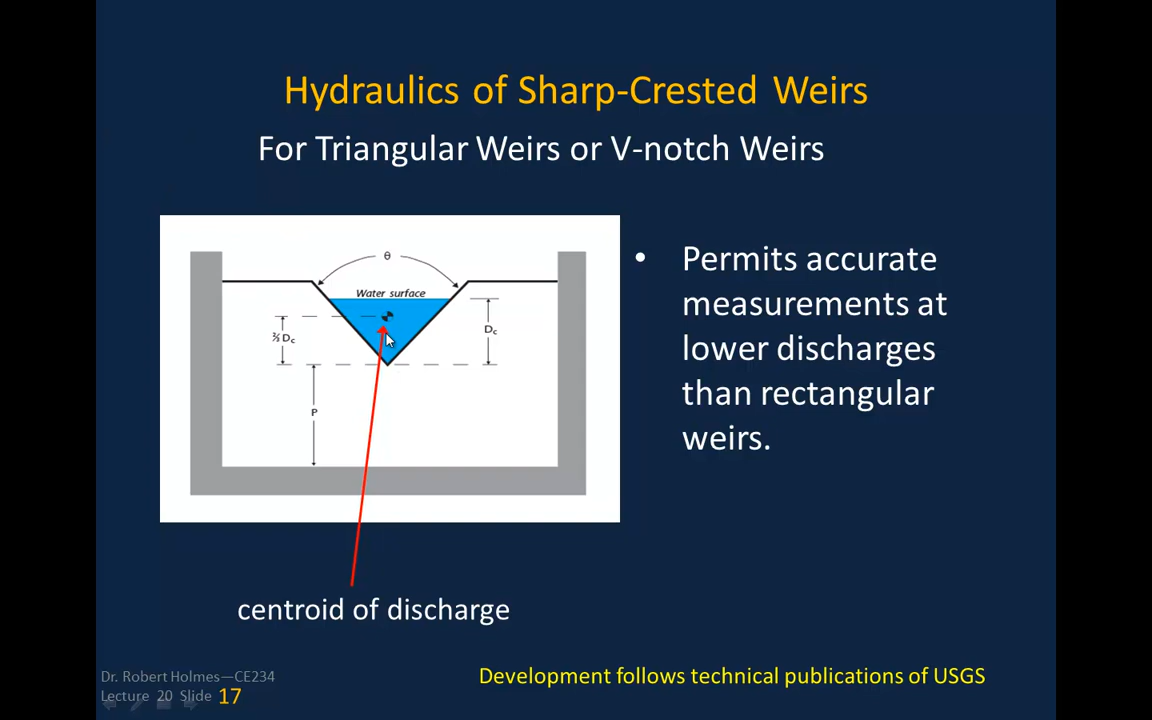 Hydraulics of Sharp-Crested Weirs
For Triangular Weirs or V-notch Weirs
θ
Water surface
⅔ Dc
Dc
P
• Permits accurate
measurements at
lower discharges
than rectangular
weirs.
centroid of discharge
Dr. Robert Holmes—CE234
Lecture 20 Slide 17
Development follows technical publications of USGS